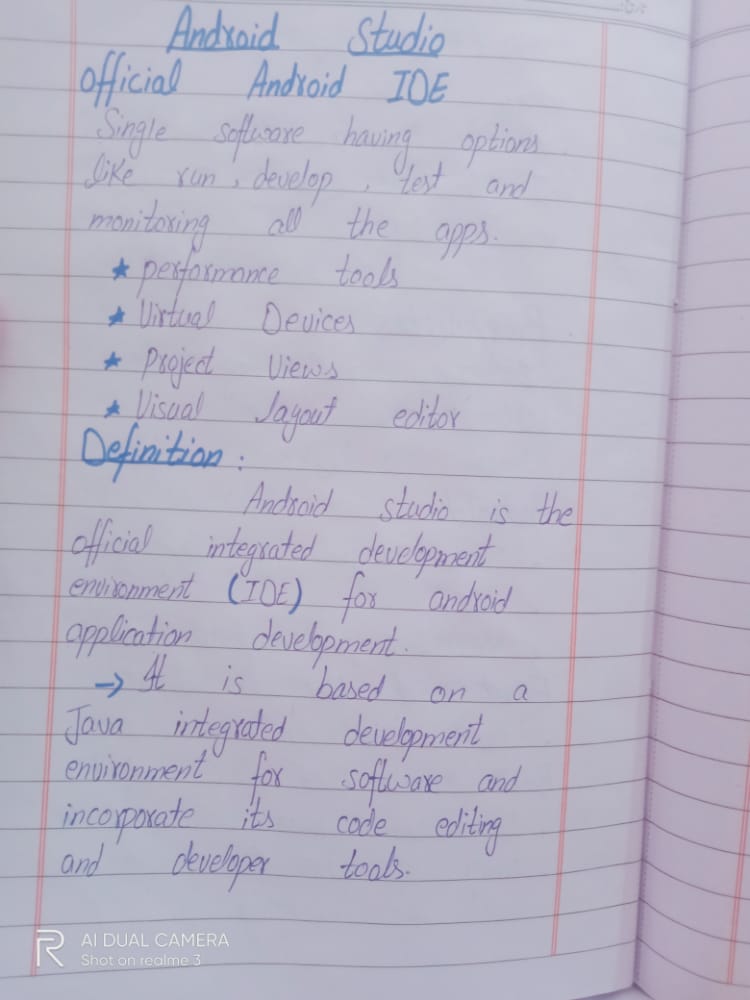 Android Studio
Official Android IDE
Single software having options
like run, develop, test and
monitoring all the apps.
★ performance tools
★ Virtual Devices
★ Project Views
★ Visual layout editor
Definition :
Android studio is the
official integrated development
environment (IDE) for android
application development.
→ It is based on a
Java integrated development
environment for software and
incorporate its code editing
and developer tools.
R AI DUAL CAMERA
Shot on realme 3